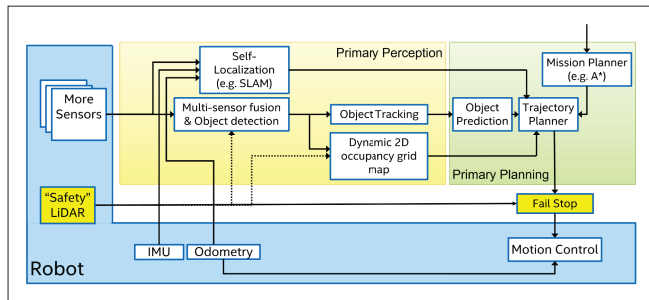 Primary Perception
Self-
Localization
(e.g. SLAM)
Mission Planner
(e.g. A*)
More
Sensors
Multi-sensor fusion
& Object detection
Object Tracking
Object
Prediction
Trajectory
Planner
Dynamic 2D
occupancy grid
map
Primary Planning
“Safety”
LiDAR
Fail Stop
IMU
Odometry
Motion Control
Robot